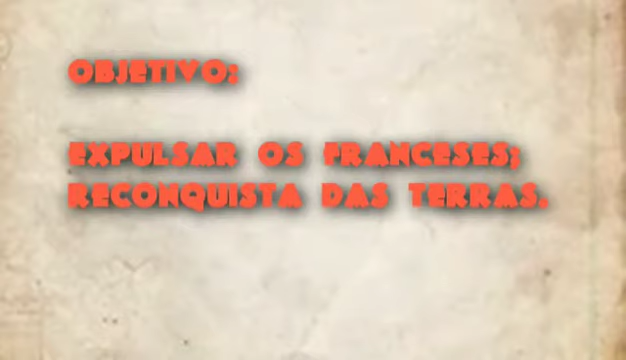 OBJETIVO:
EXPULSAR OS FRANCESES;
RECONQUISTA DAS TERRAS.